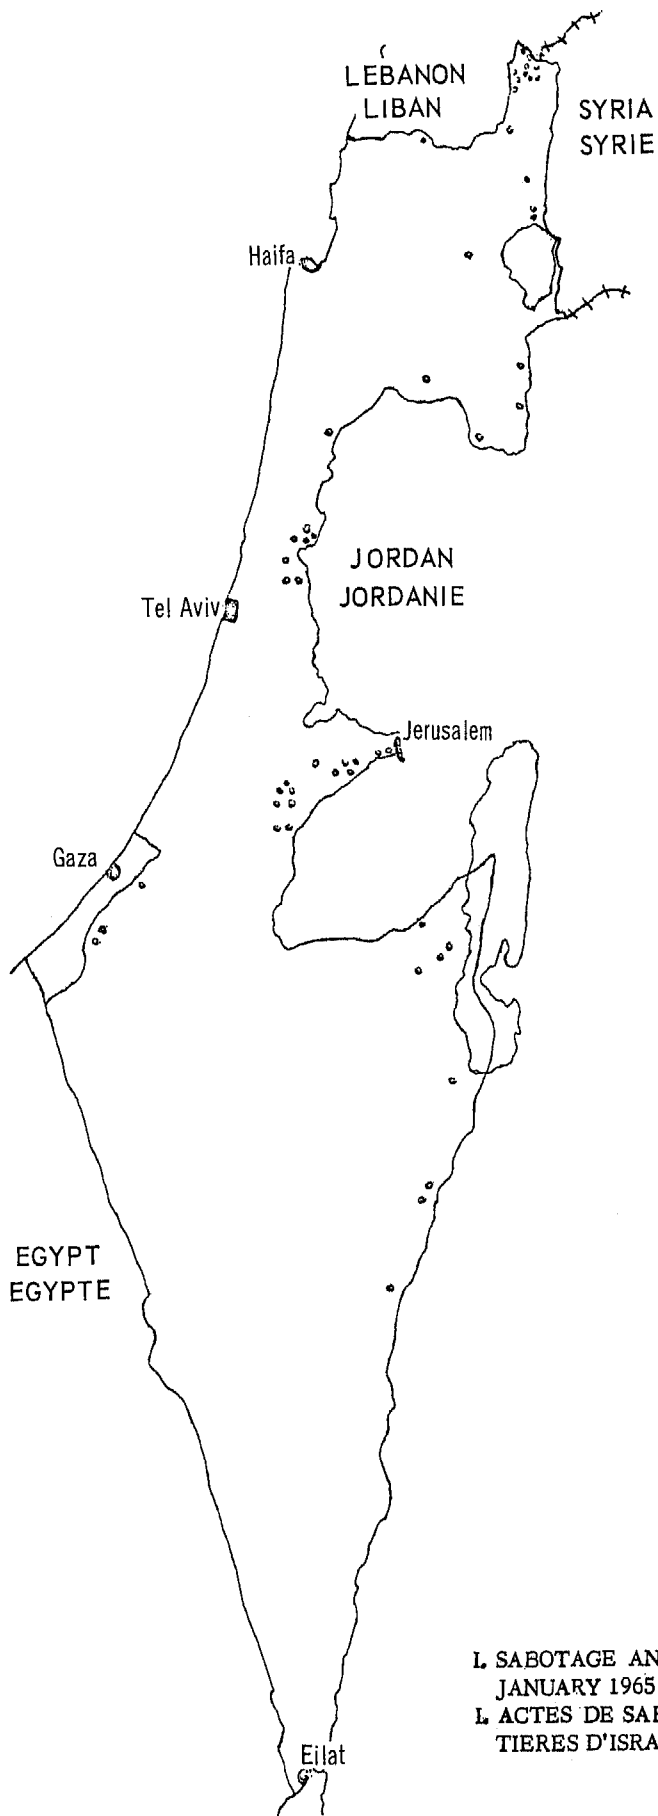 LEBANON
LIBAN
SYRIA
SYRIE
Haifa
JORDAN
JORDANIE
Tel Aviv
Jerusalem
Gaza
EGYPT
EGYPTE
I. SABOTAGE AN
JANUARY 1965
I. ACTES DE SAB
TIERES D'ISRA
Eilat